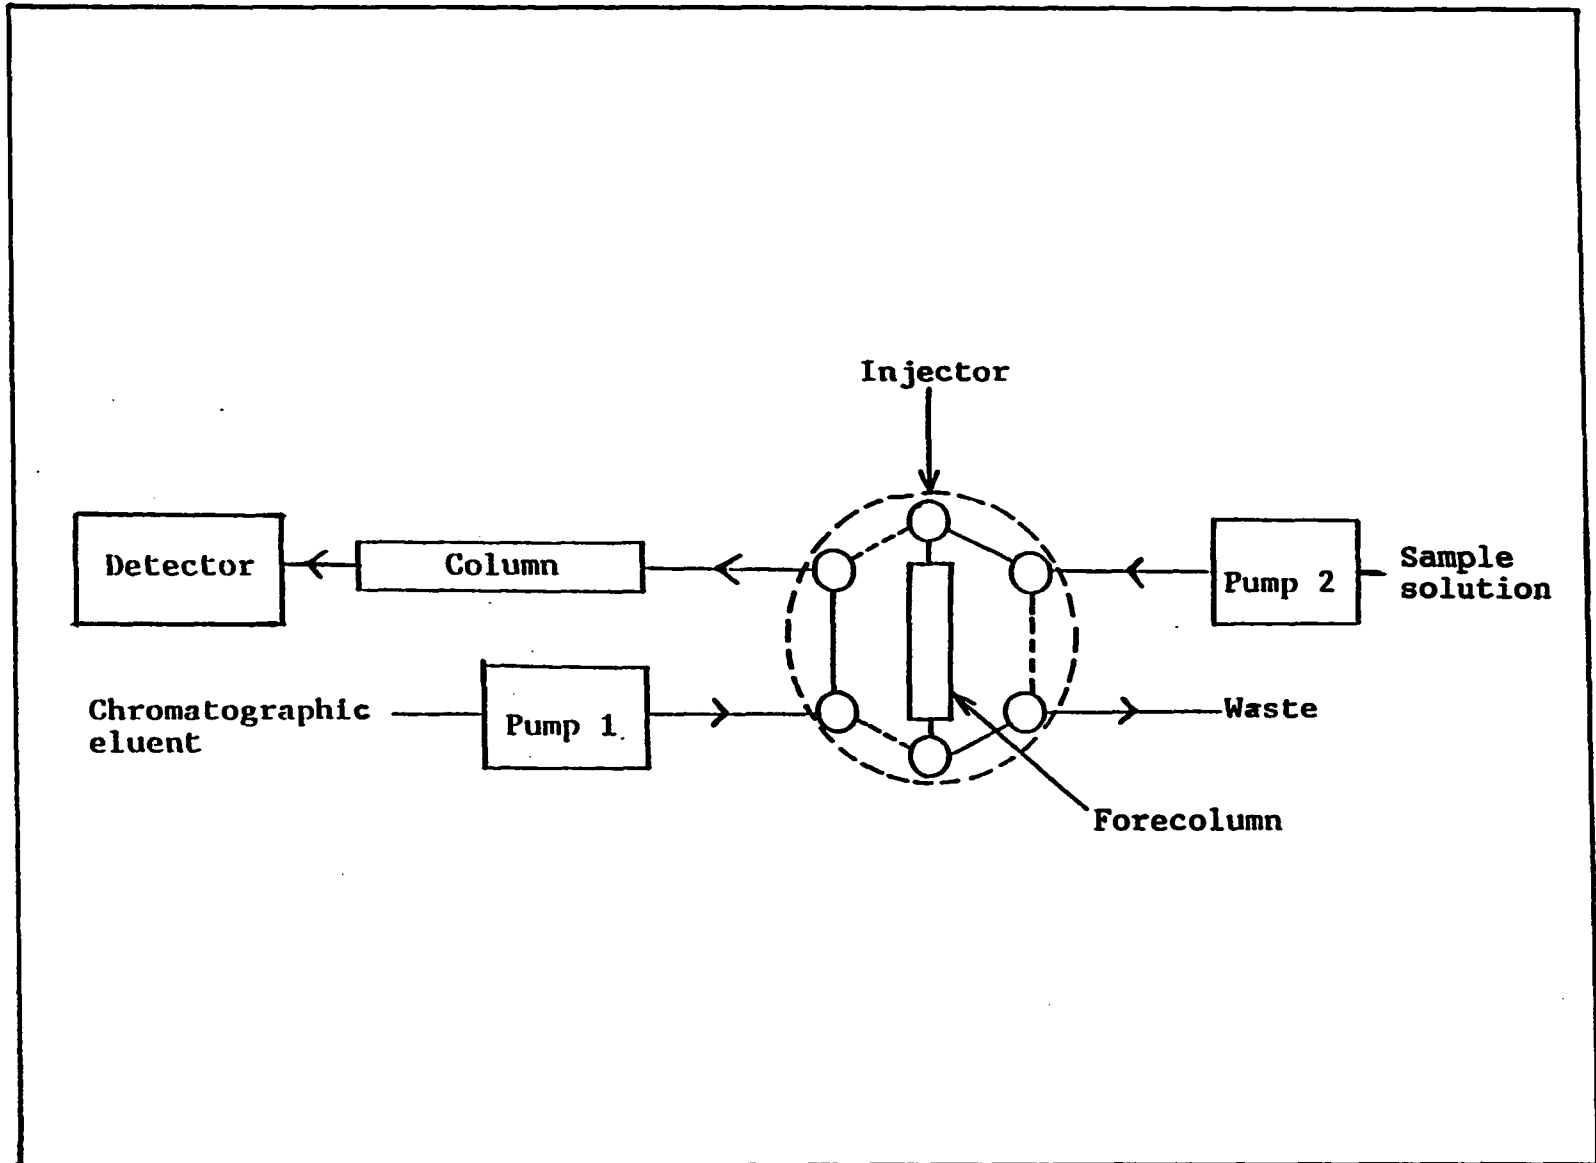 Injector
Detector
Column
Pump 2
Sample
solution
Chromatographic
eluent
Pump 1
Waste
Forecolumn